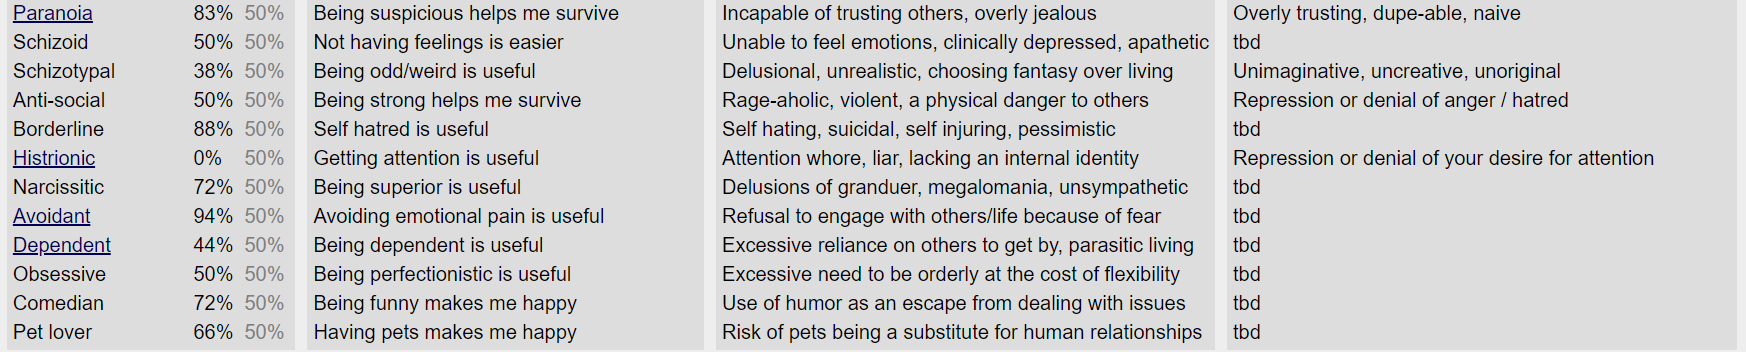 Paranoia 83% 50% Being suspicious helps me survive Incapable of trusting others, overly jealous Overly trusting, dupe-able, naive
Schizoid 50% 50% Not having feelings is easier Unable to feel emotions, clinically depressed, apathetic tbd
Schizotypal 38% 50% Being odd/weird is useful Delusional, unrealistic, choosing fantasy over living Unimaginative, uncreative, unoriginal
Anti-social 50% 50% Being strong helps me survive Rage-aholic, violent, a physical danger to others Repression or denial of anger / hatred
Borderline 88% 50% Self hatred is useful Self hating, suicidal, self injuring, pessimistic tbd
Histrionic 0% 50% Getting attention is useful Attention whore, liar, lacking an internal identity Repression or denial of your desire for attention
Narcissitic 72% 50% Being superior is useful Delusions of granduer, megalomania, unsympathetic tbd
Avoidant 94% 50% Avoiding emotional pain is useful Refusal to engage with others/life because of fear tbd
Dependent 44% 50% Being dependent is useful Excessive reliance on others to get by, parasitic living tbd
Obsessive 50% 50% Being perfectionistic is useful Excessive need to be orderly at the cost of flexibility tbd
Comedian 72% 50% Being funny makes me happy Use of humor as an escape from dealing with issues tbd
Pet lover 66% 50% Having pets makes me happy Risk of pets being a substitute for human relationships tbd